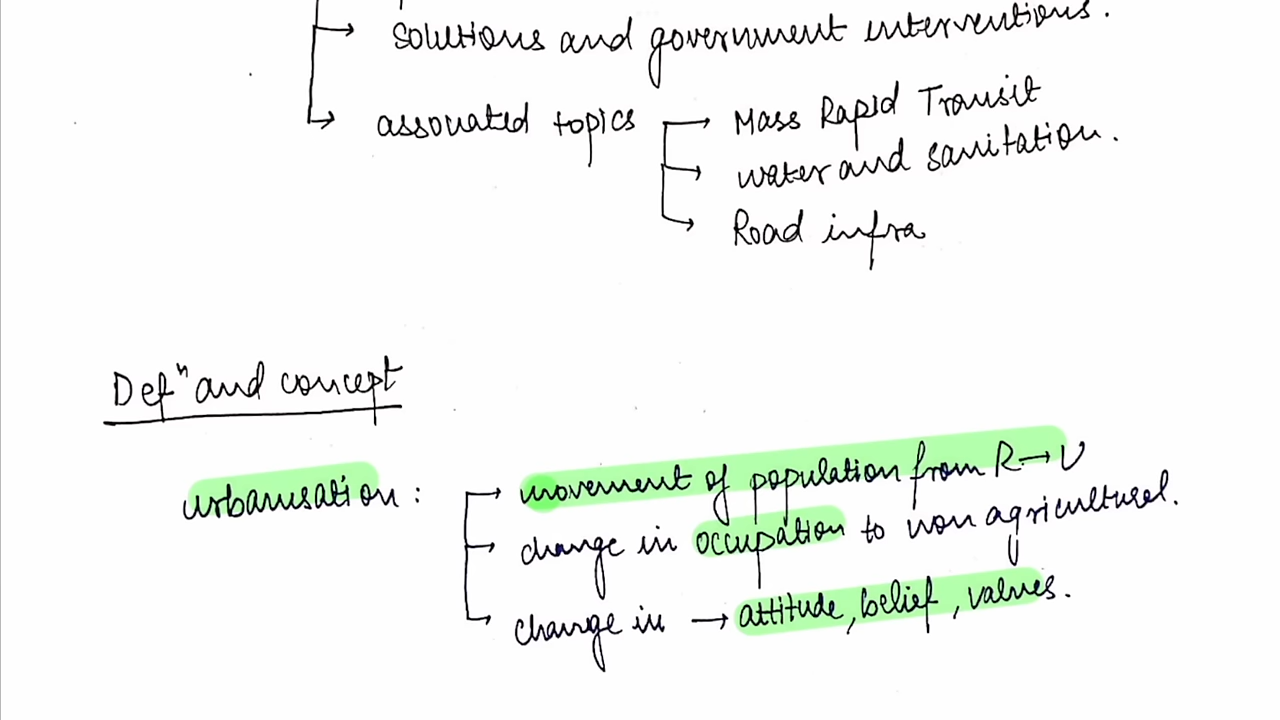 solutions and government interventions.
associated topics → Mass Rapid Transit
→ water and sanitation.
→ Road infra
Defⁿ and concept
urbanisation : → movement of population from R→U
→ change in occupation to non agricultural.
→ change in → attitude, belief, values.